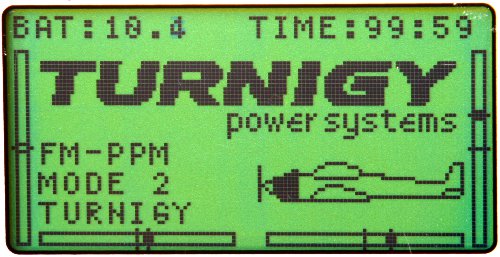 BAT:10.4 TIME:99:59
TURNIGY
power systems
FM-PPM
MODE 2
TURNIGY